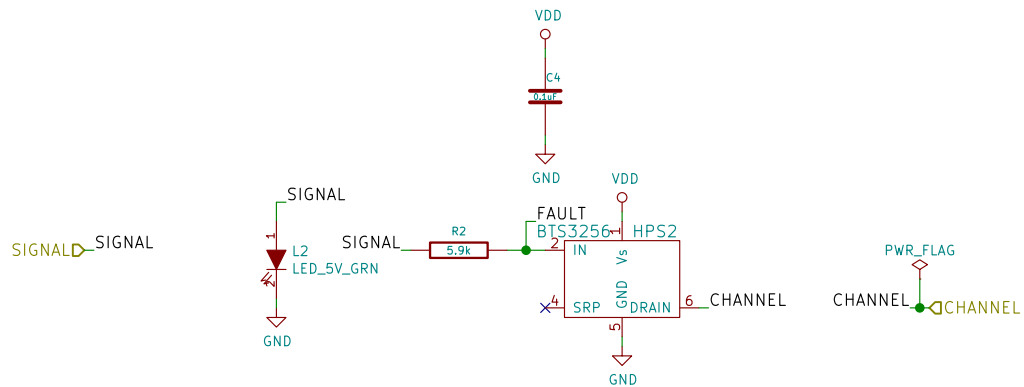 VDD
C4
0.1uF
GND
VDD
SIGNAL
FAULT
BTS3256 HPS2
SIGNAL SIGNAL
1
L2
LED_5V_GRN
2
GND
SIGNAL
R2
5.9k
2 IN
1
Vs
GND
4 SRP
DRAIN 6
CHANNEL
5
GND
PWR_FLAG
CHANNEL CHANNEL